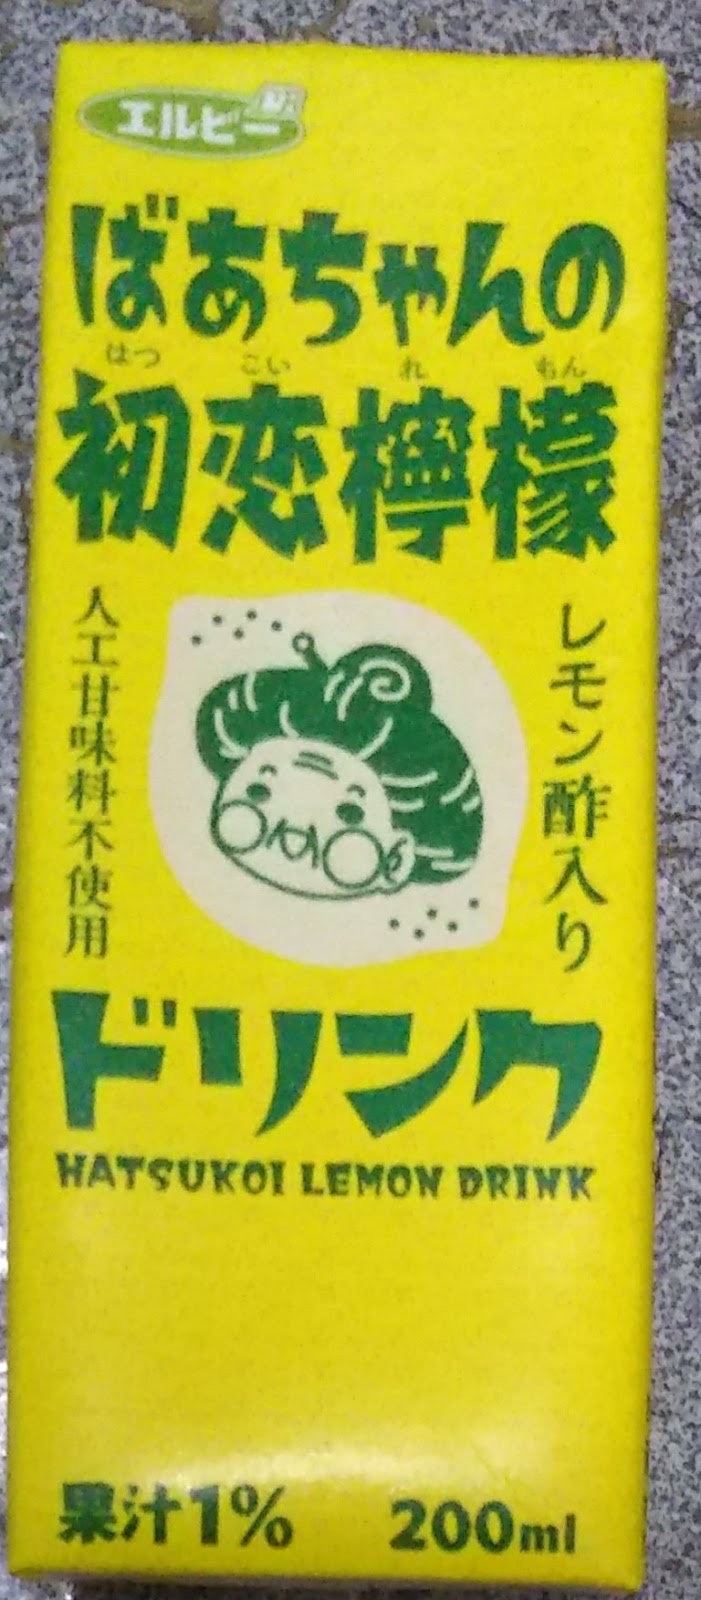 エルビー
ばあちゃんの
はつ こい れ もん
初恋檸檬
レモン酢入り
人工甘味料不使用
ドリンク
HATSUKOI LEMON DRINK
果汁1% 200ml